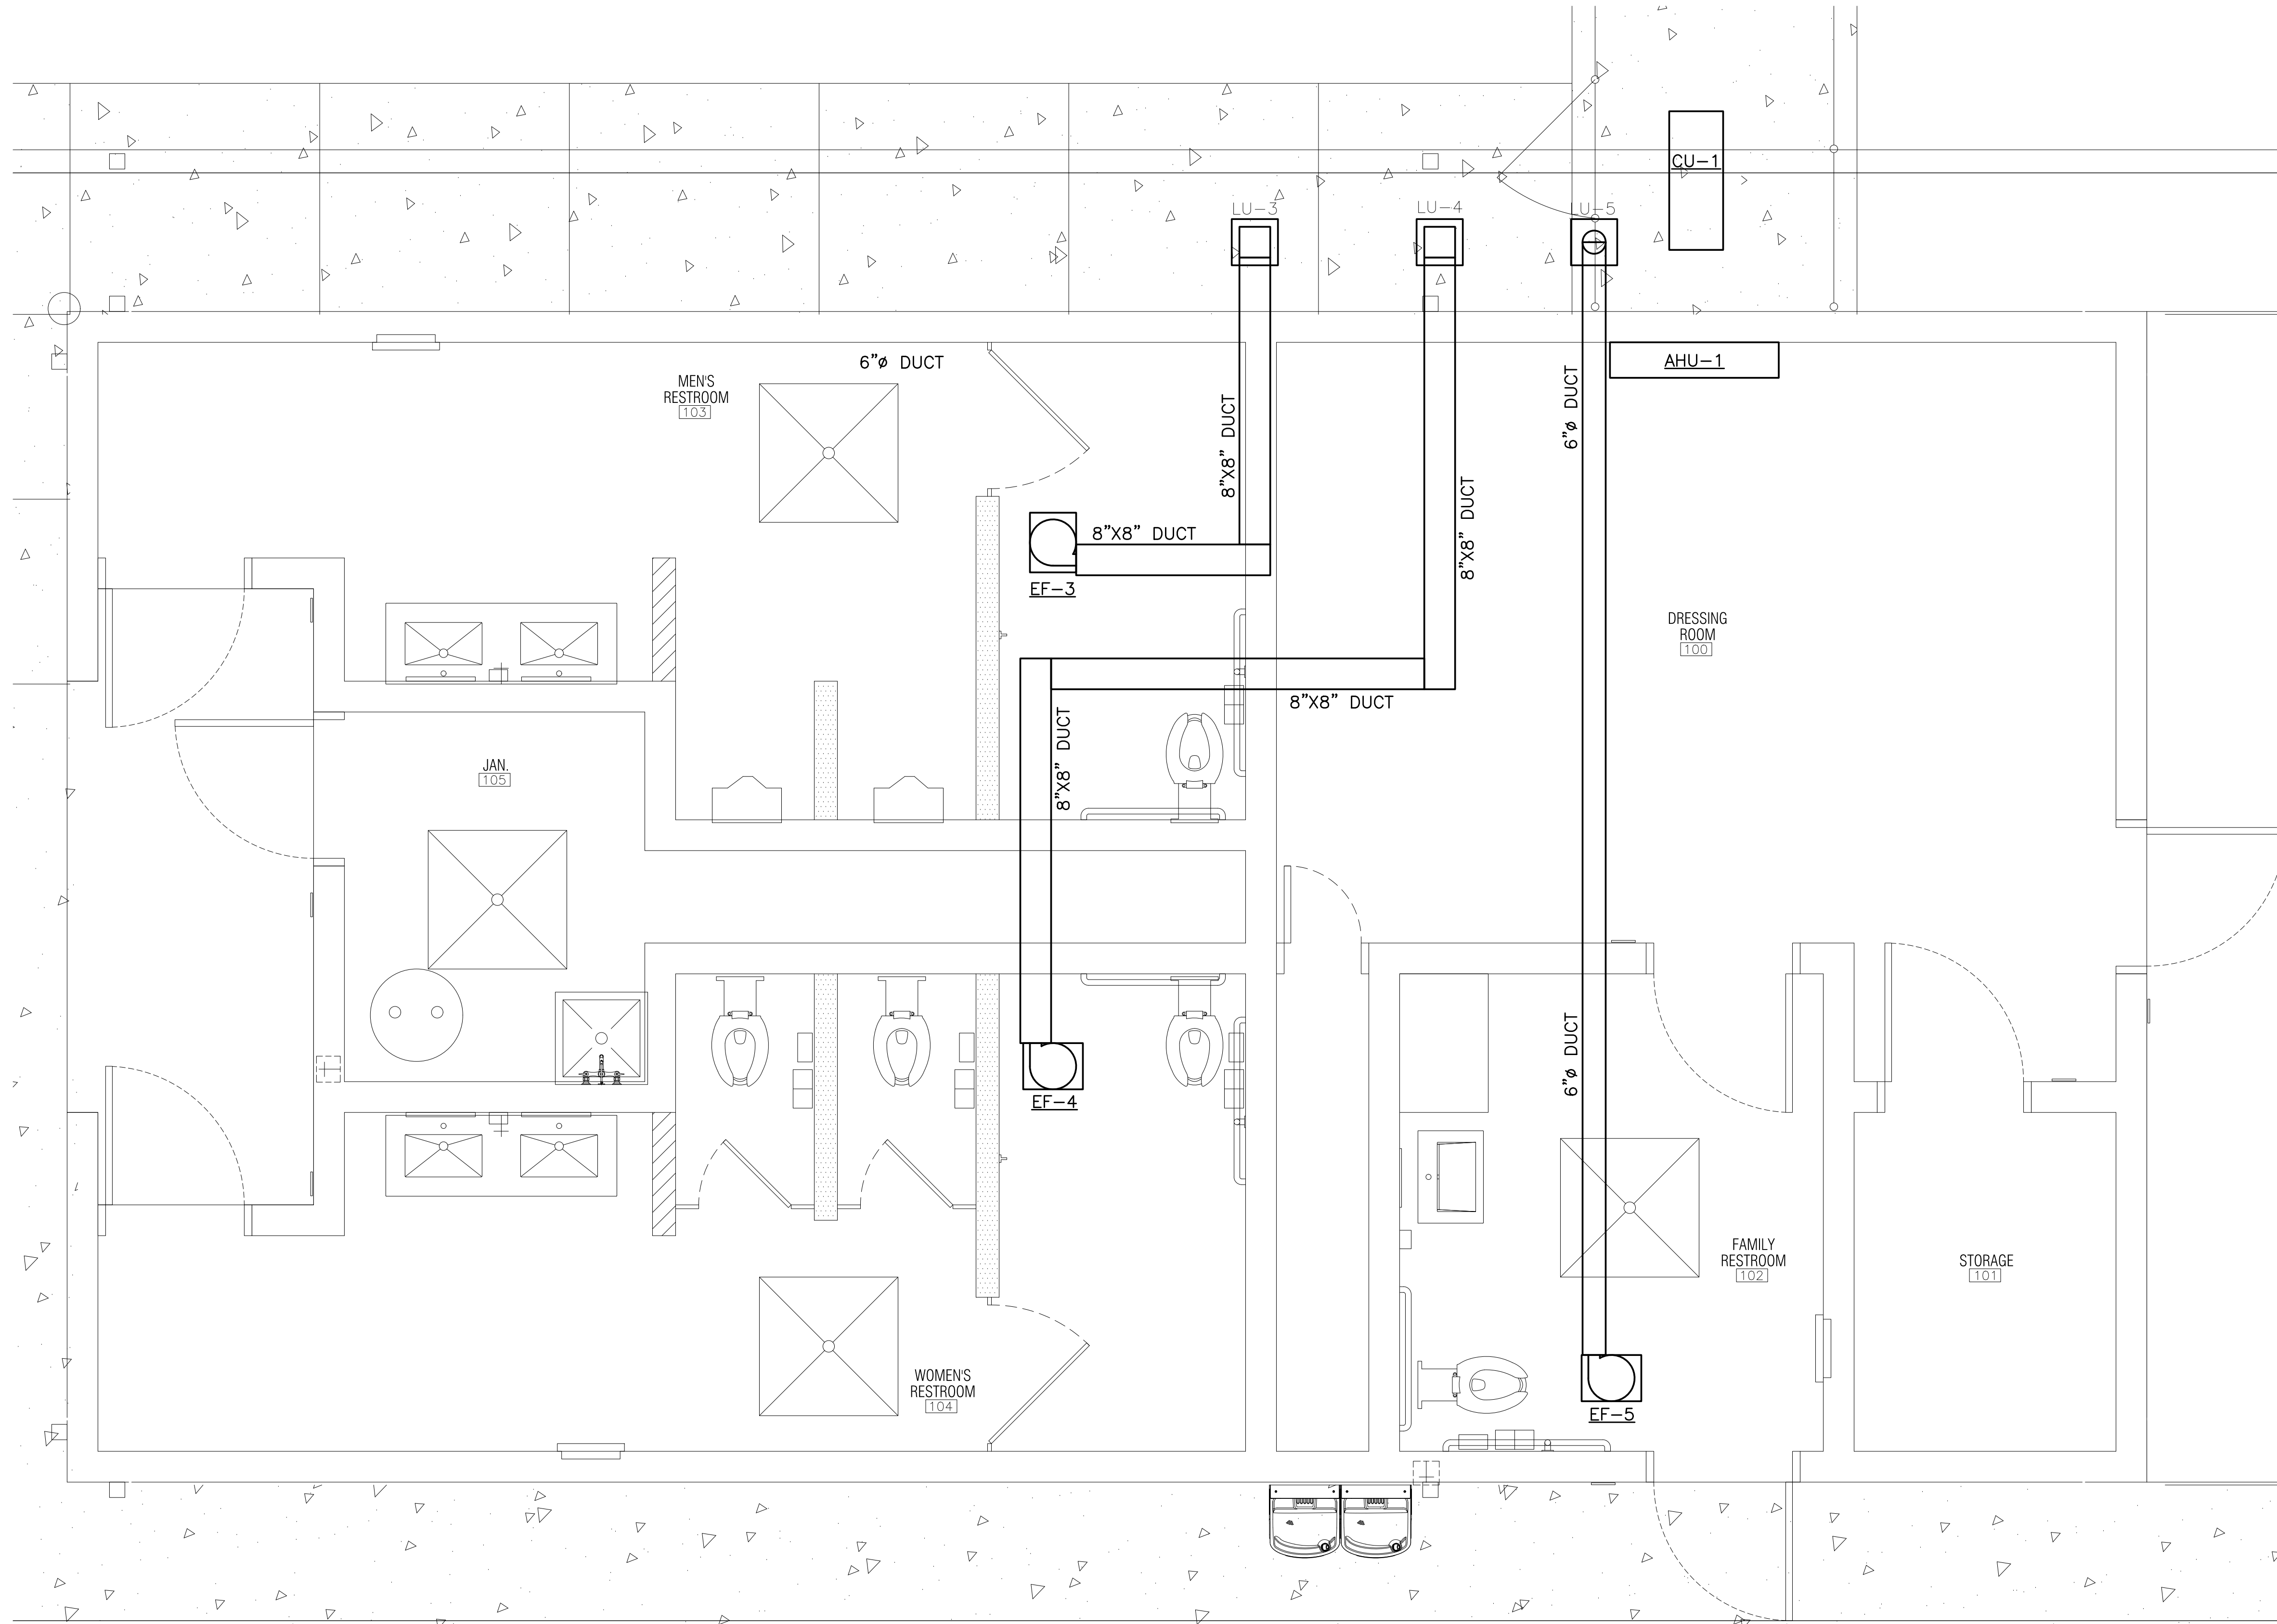 CU-1
LU-3
LU-4
LU-5
6"ø DUCT
AHU-1
MEN'S
RESTROOM
103
8"X8" DUCT
6"ø DUCT
8"X8" DUCT
8"X8" DUCT
EF-3
DRESSING
ROOM
100
8"X8" DUCT
8"X8" DUCT
JAN.
105
EF-4
6"ø DUCT
FAMILY
RESTROOM
102
STORAGE
101
WOMEN'S
RESTROOM
104
EF-5